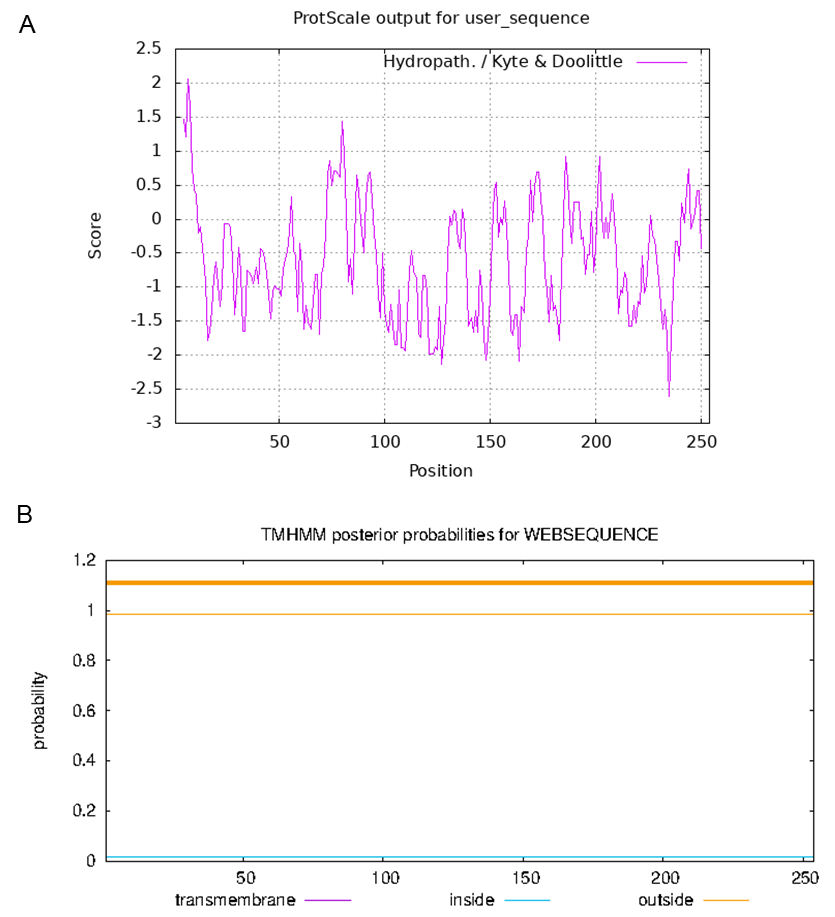 A
ProtScale output for user_sequence
Hydropath. / Kyte & Doolittle
2.5
2
1.5
1
0.5
0
-0.5
-1
-1.5
-2
-2.5
-3
Score
50 100 150 200 250
Position
B
TMHMM posterior probabilities for WEBSEQUENCE
1.2
1
0.8
0.6
0.4
0.2
0
probability
50 100 150 200 250
transmembrane inside outside